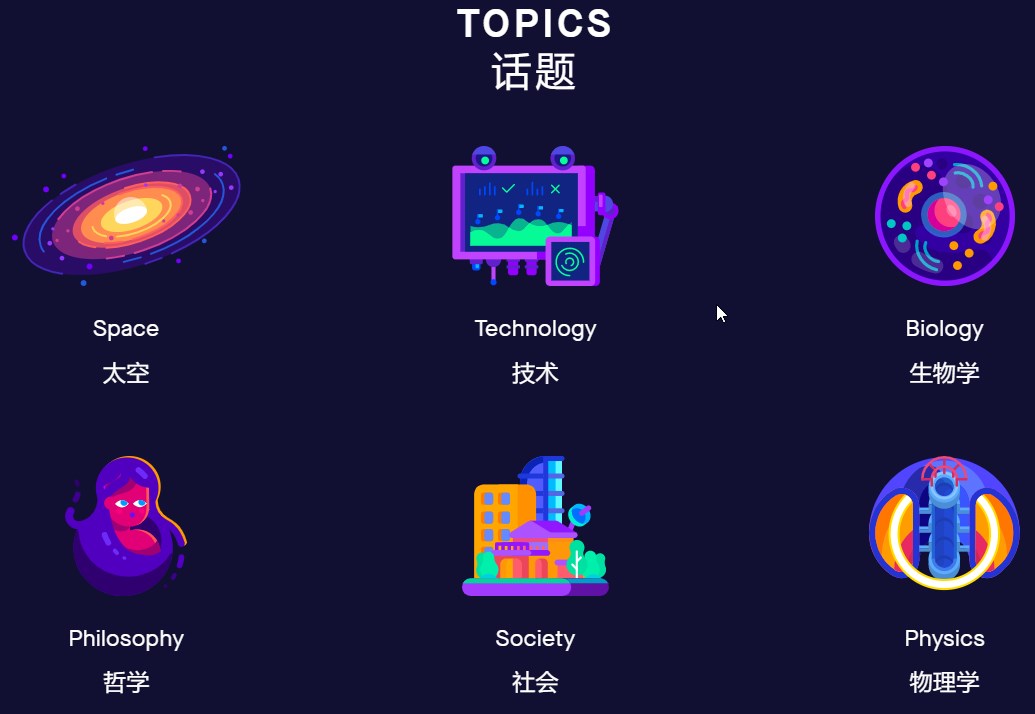 TOPICS
话题
Space
Technology
Biology
太空
技术
生物学
Philosophy
Society
Physics
哲学
社会
物理学